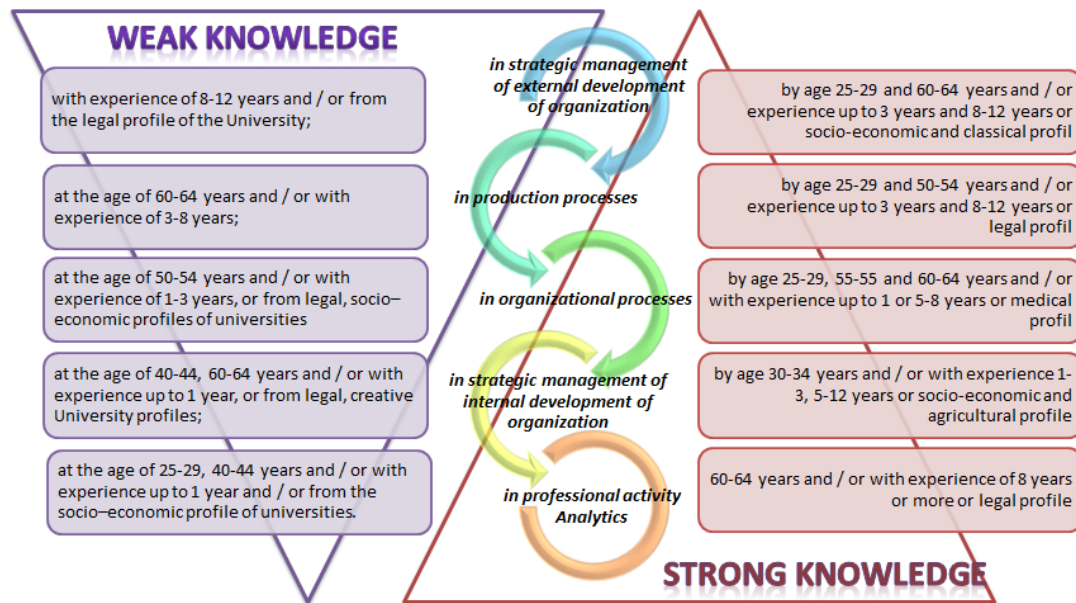 WEAK KNOWLEDGE
with experience of 8-12 years and / or from
the legal profile of the University;
at the age of 60-64 years and / or with
experience of 3-8 years;
at the age of 50-54 years and / or with
experience of 1-3 years, or from legal, socio–
economic profiles of universities
at the age of 40-44, 60-64 years and / or with
experience up to 1 year, or from legal, creative
University profiles;
at the age of 25-29, 40-44 years and / or with
experience up to 1 year and / or from the
socio–economic profile of universities.
in strategic management
of external development
of organization
in production processes
in organizational processes
in strategic management of
internal development of
organization
in professional activity
Analytics
by age 25-29 and 60-64 years and / or
experience up to 3 years and 8-12 years or
socio-economic and classical profil
by age 25-29 and 50-54 years and / or
experience up to 3 years and 8-12 years or
legal profil
by age 25-29, 55-55 and 60-64 years and / or
with experience up to 1 or 5-8 years or medical
profil
by age 30-34 years and / or with experience 1-
3, 5-12 years or socio-economic and
agricultural profile
60-64 years and / or with experience of 8 years
or more or legal profile
STRONG KNOWLEDGE